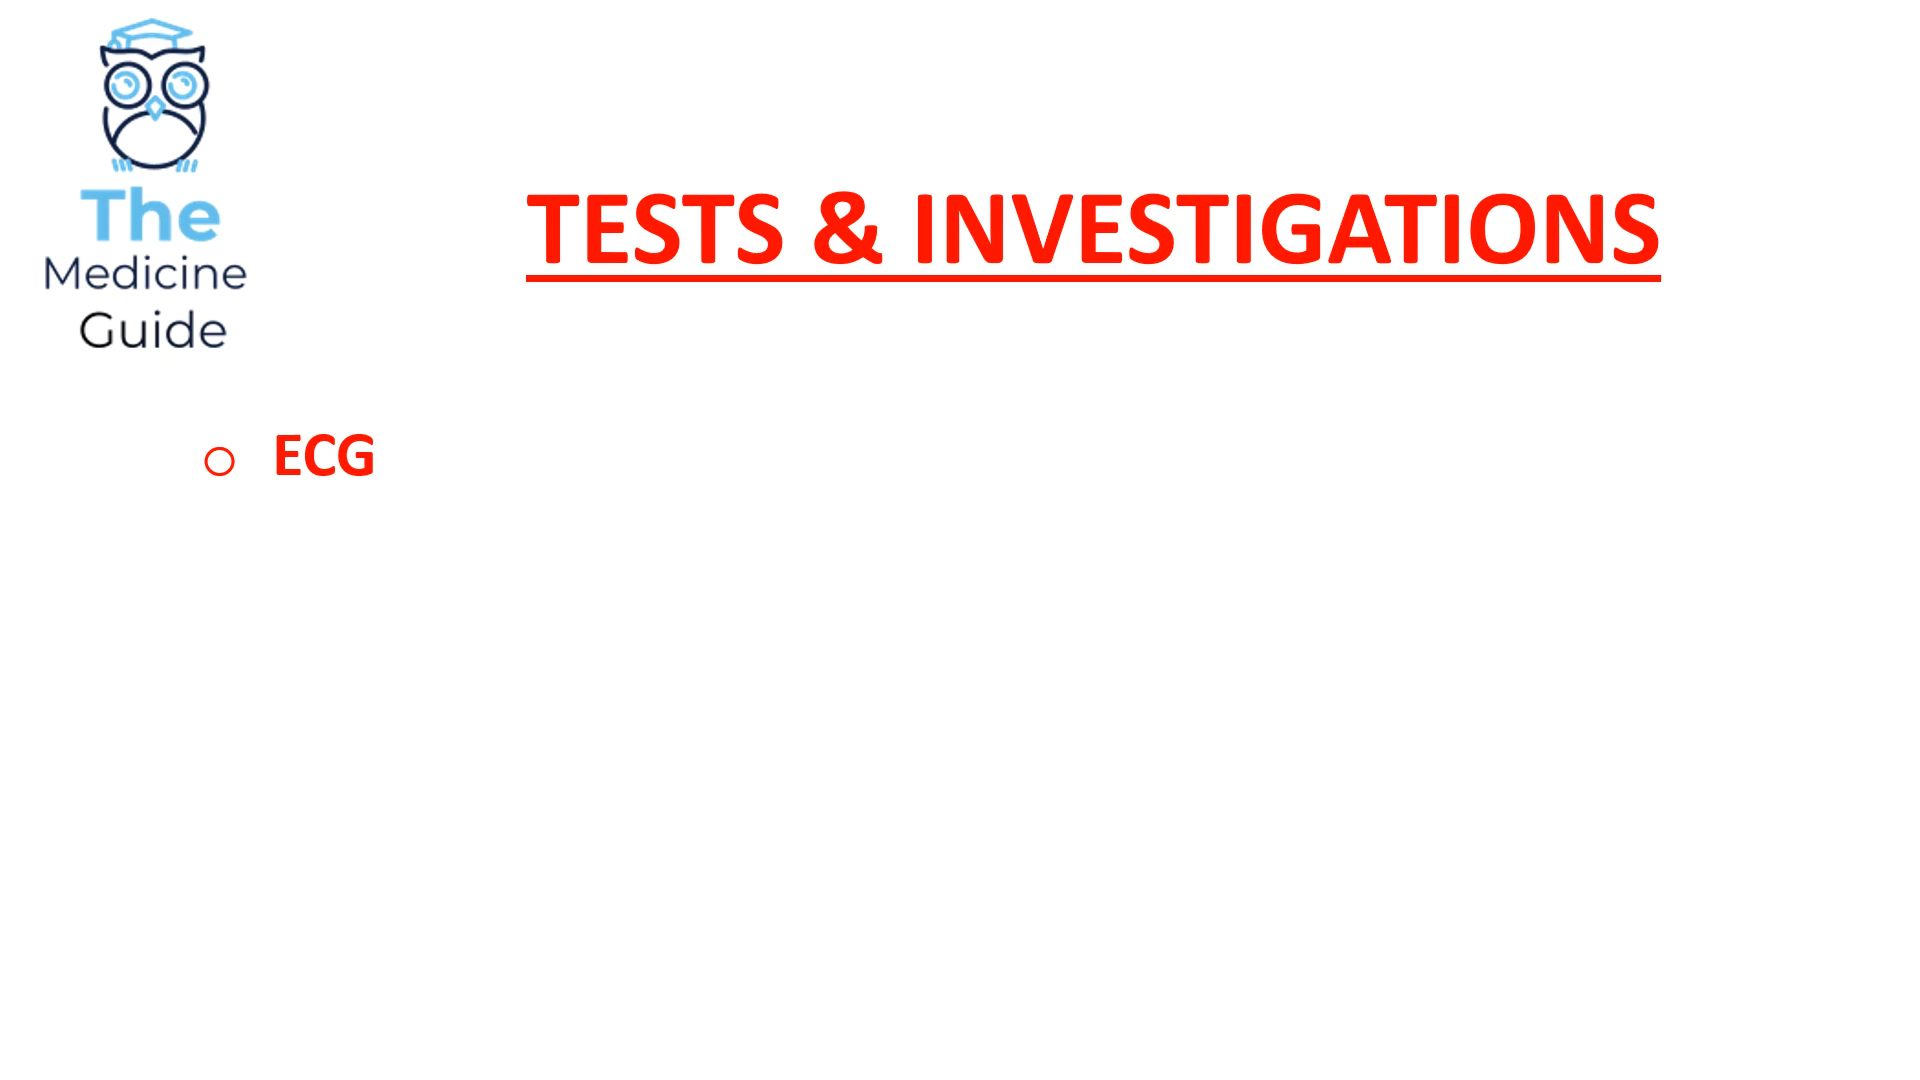 The
Medicine
Guide
TESTS & INVESTIGATIONS
ECG